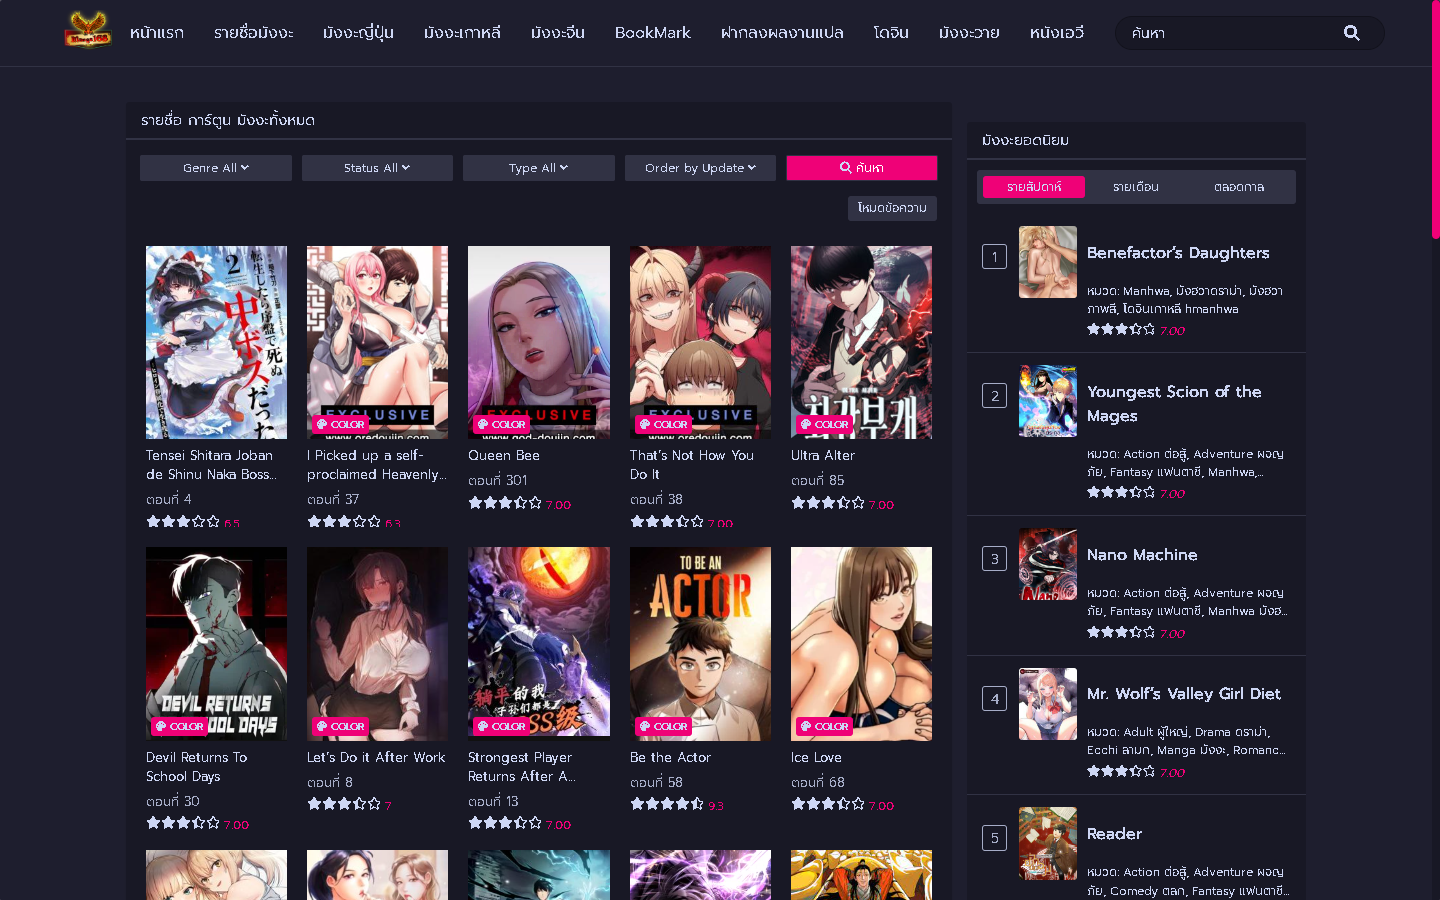 หน้าแรก รายชื่อมังงะ มังงะญี่ปุ่น มังงะเกาหลี มังงะจีน BookMark ฝากลงผลงานแปล โดจิน มังงะวาย หนังเอวี ค้นหา
รายชื่อ การ์ตูน มังงะทั้งหมด
Genre All Status All Type All Order by Update ค้นหา
โหมดข้อความ
COLOR COLOR COLOR COLOR
EXCLUSIVE EXCLUSIVE EXCLUSIVE
Tensei Shitara Joban
de Shinu Naka Boss...
ตอนที่ 4
6.5
I Picked up a self-
proclaimed Heavenly...
ตอนที่ 37
6.3
Queen Bee
ตอนที่ 301
7.00
That's Not How You
Do It
ตอนที่ 38
7.00
Ultra Alter
ตอนที่ 85
7.00
DEVIL RETURNS
TO BE AN
ACTOR
COLOR COLOR COLOR COLOR COLOR
Devil Returns To
School Days
ตอนที่ 30
7.00
Let's Do it After Work
ตอนที่ 8
7
Strongest Player
Returns After A...
ตอนที่ 13
7.00
Be the Actor
ตอนที่ 58
9.3
Ice Love
ตอนที่ 68
7.00
มังงะยอดนิยม
รายสัปดาห์ รายเดือน ตลอดกาล
1
Benefactor's Daughters
หมวด: Manhwa, มังฮวาดราม่า, มังฮวา
ภาพสี, โดจินเกาหลี hmanhwa
7.00
2
Youngest Scion of the
Mages
หมวด: Action ต่อสู้, Adventure ผจญ
ภัย, Fantasy แฟนตาซี, Manhwa,...
7.00
3
Nano Machine
หมวด: Action ต่อสู้, Adventure ผจญ
ภัย, Fantasy แฟนตาซี, Manhwa มังฮ...
7.00
4
Mr. Wolf's Valley Girl Diet
หมวด: Adult ผู้ใหญ่, Drama ดราม่า,
Ecchi ลามก, Manga มังงะ, Romanc...
7.00
5
Reader
หมวด: Action ต่อสู้, Adventure ผจญ
ภัย, Comedy ตลก, Fantasy แฟนตาซี...